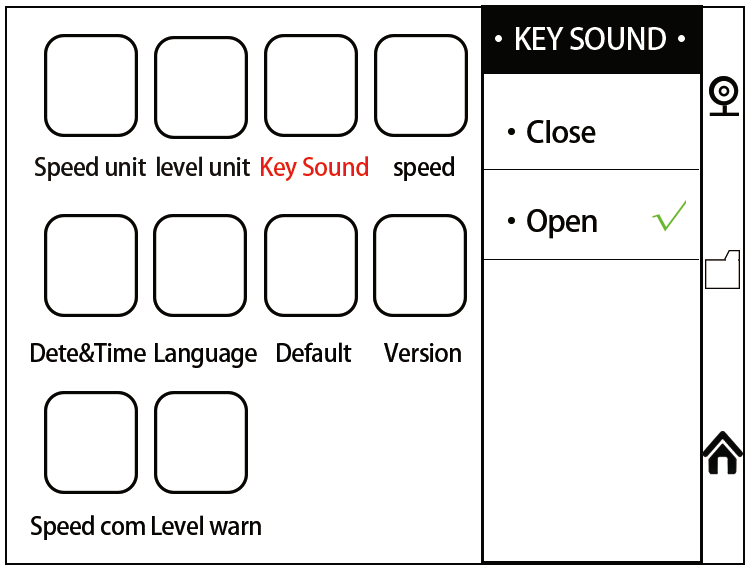 Speed unit level unit Key Sound speed
Dete&Time Language Default Version
Speed com Level warn
• KEY SOUND •
• Close
• Open